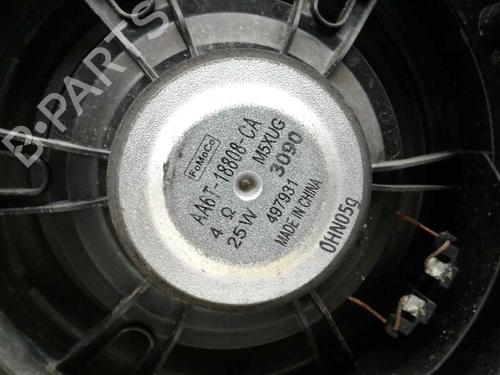 B-PARTS
FoMoCo
AA6T-18808-CA
M5XUG
4 Ω
25W
3090
497931
MADE IN CHINA
0HN05g